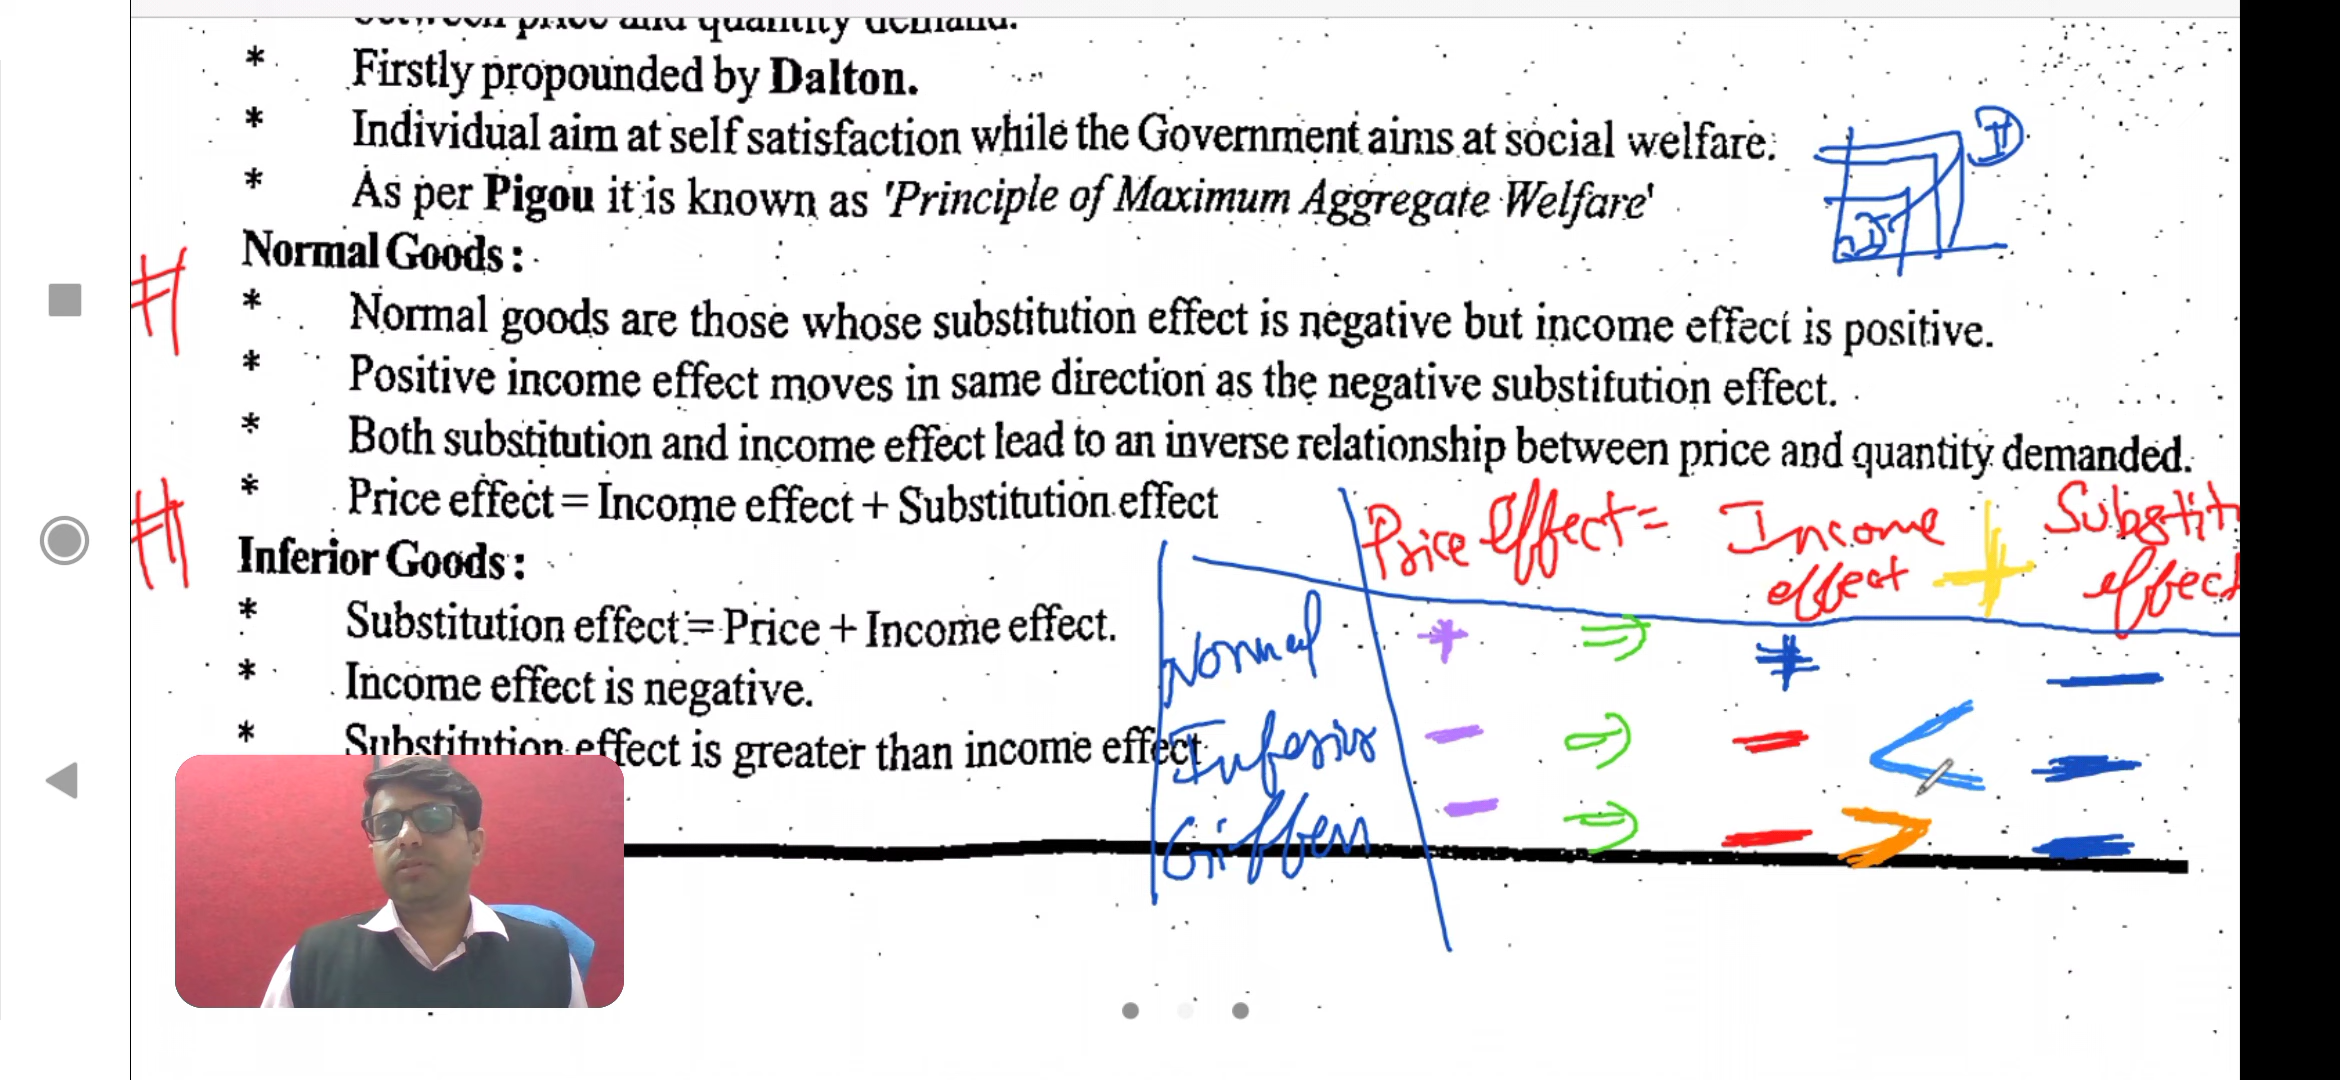 between price and quantity demand.
* Firstly propounded by Dalton.
* Individual aim at self satisfaction while the Government aims at social welfare.
* As per Pigou it is known as 'Principle of Maximum Aggregate Welfare'
Normal Goods :
* Normal goods are those whose substitution effect is negative but income effect is positive.
* Positive income effect moves in same direction as the negative substitution effect.
* Both substitution and income effect lead to an inverse relationship between price and quantity demanded.
* Price effect = Income effect + Substitution effect
Price Effect = Income effect + Substit effect
Inferior Goods :
* Substitution effect = Price + Income effect.
* Income effect is negative.
* Substitution effect is greater than income effect
Normal + ⇒ + −
Inferior − ⇒ − < −
Giffen − ⇒ − > −